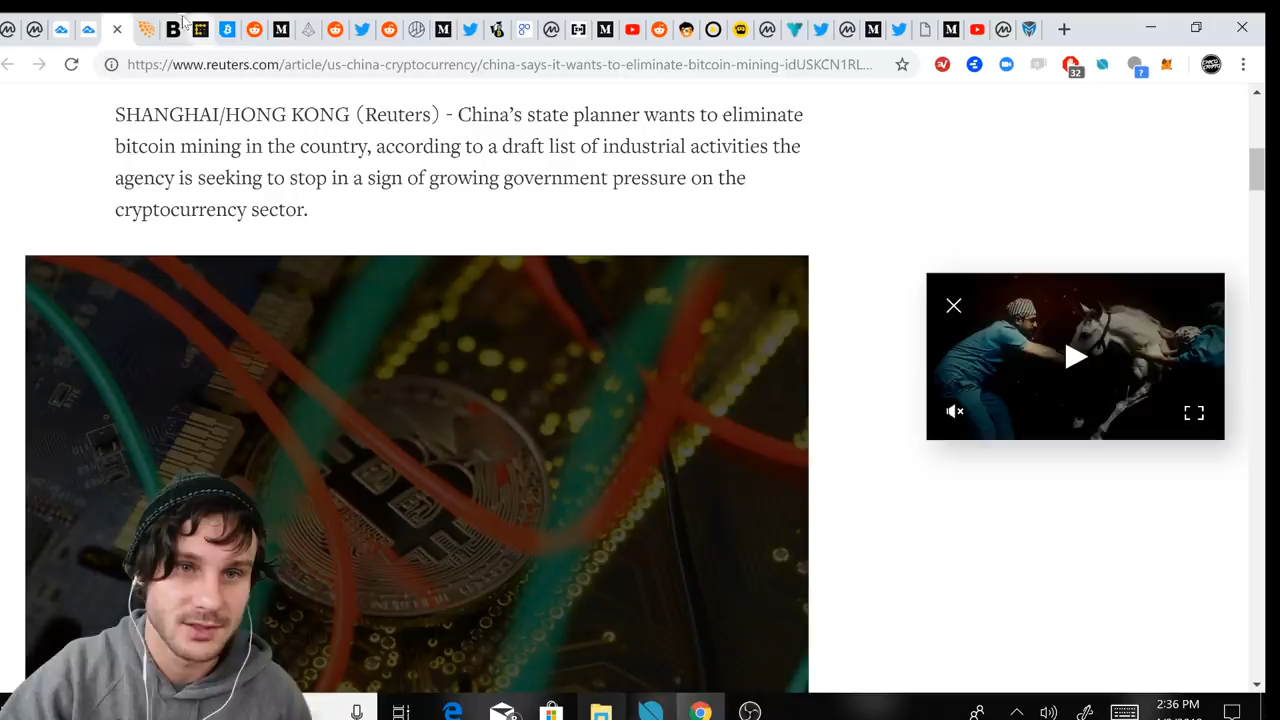 https://www.reuters.com/article/us-china-cryptocurrency/china-says-it-wants-to-eliminate-bitcoin-mining-idUSKCN1RL...
32
?
SHANGHAI/HONG KONG (Reuters) - China's state planner wants to eliminate
bitcoin mining in the country, according to a draft list of industrial activities the
agency is seeking to stop in a sign of growing government pressure on the
cryptocurrency sector.
2:36 PM